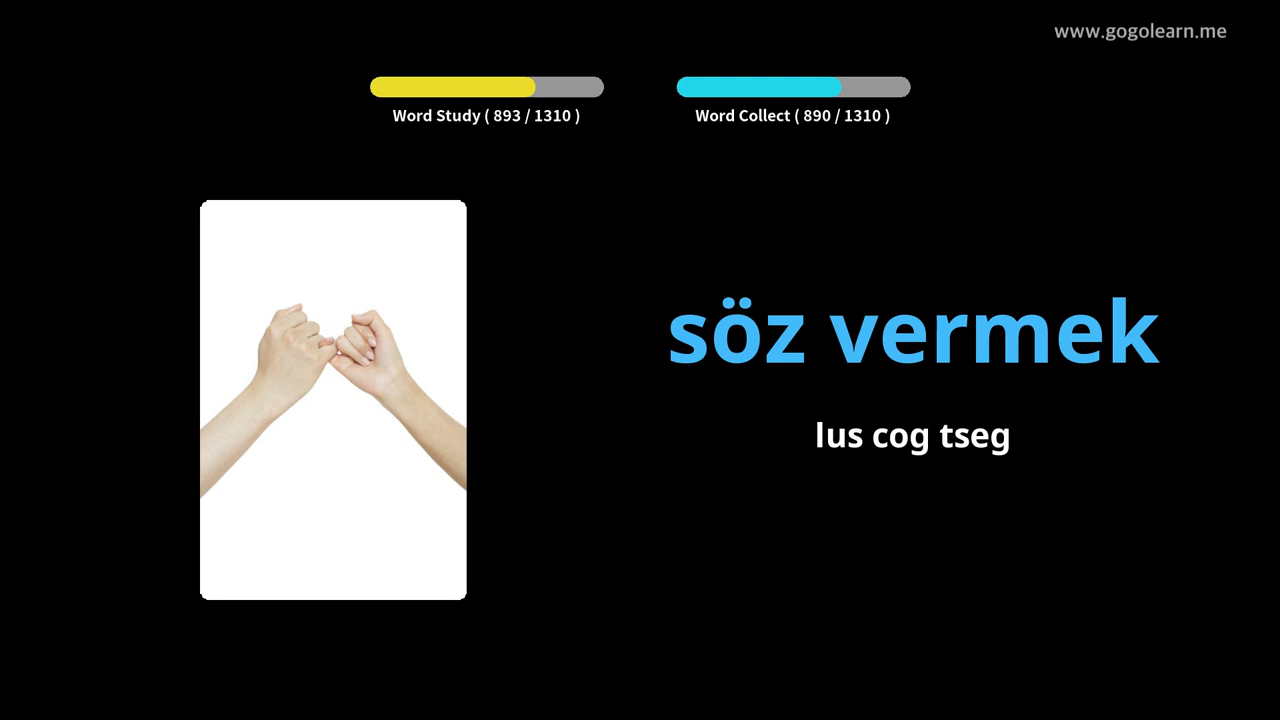 www.gogolearn.me
Word Study ( 893 / 1310 )
Word Collect ( 890 / 1310 )
söz vermek
lus cog tseg